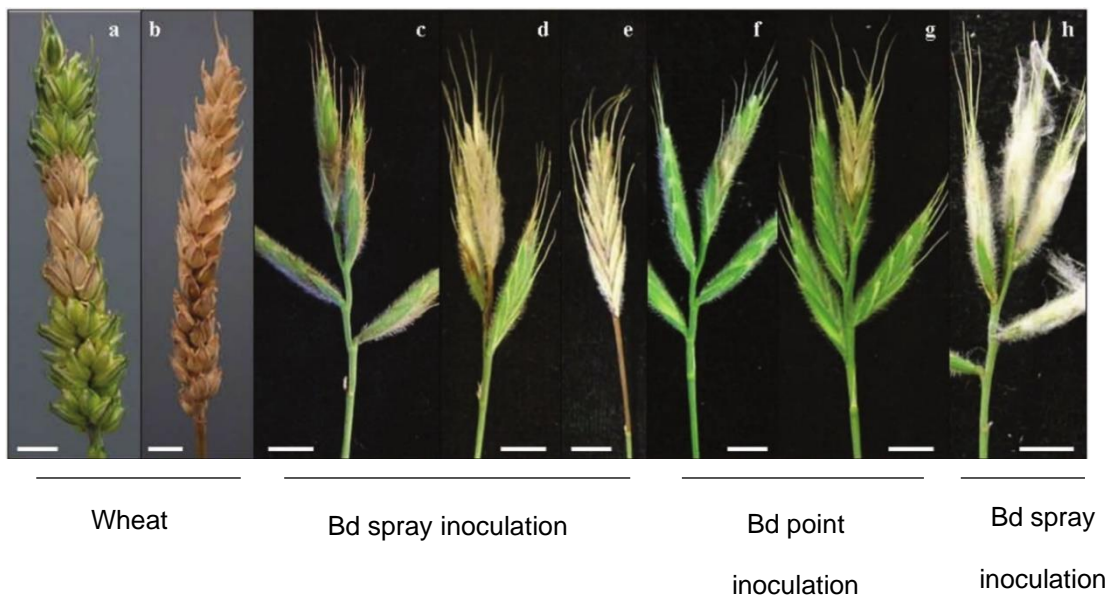 a b c d e f g h
Wheat
Bd spray inoculation
Bd point
inoculation
Bd spray
inoculation